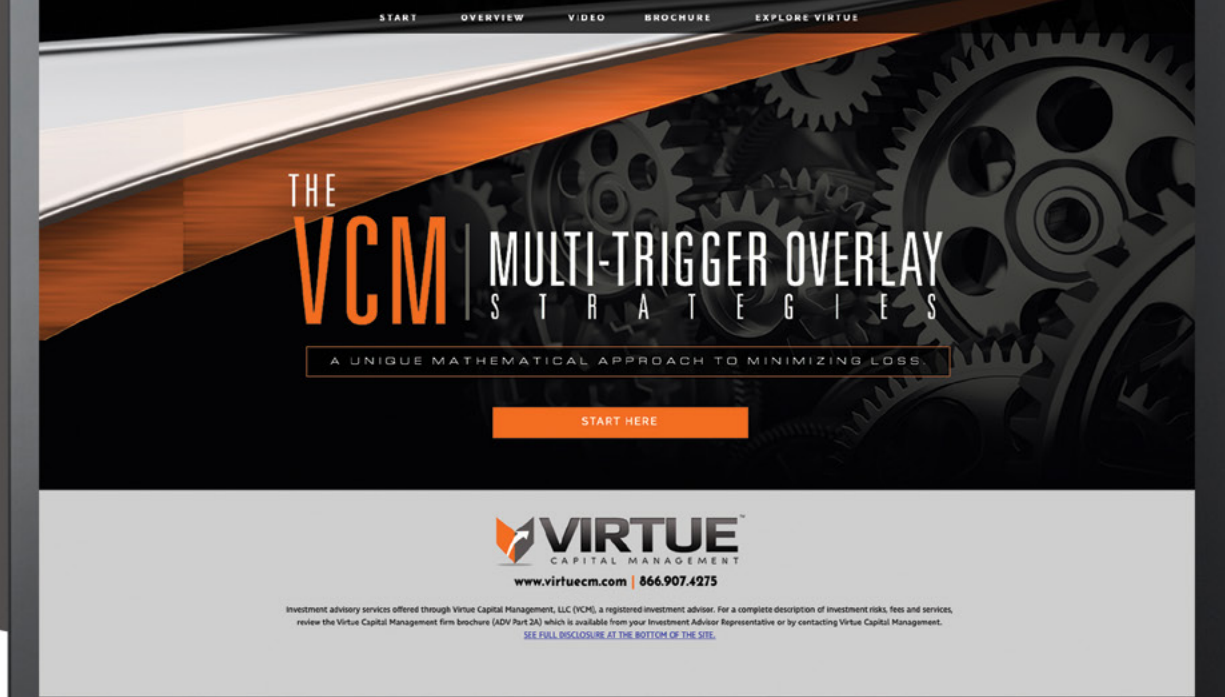 START OVERVIEW VIDEO BROCHURE EXPLORE VIRTUE
THE
VCM
MULTI-TRIGGER OVERLAY
STRATEGIES
A UNIQUE MATHEMATICAL APPROACH TO MINIMIZING LOSS.
START HERE
VIRTUE™
CAPITAL MANAGEMENT
www.virtuecm.com | 866.907.4275
Investment advisory services offered through Virtue Capital Management, LLC (VCM), a registered investment advisor. For a complete description of investment risks, fees and services,
review the Virtue Capital Management firm brochure (ADV Part 2A) which is available from your Investment Advisor Representative or by contacting Virtue Capital Management.
SEE FULL DISCLOSURE AT THE BOTTOM OF THE SITE.